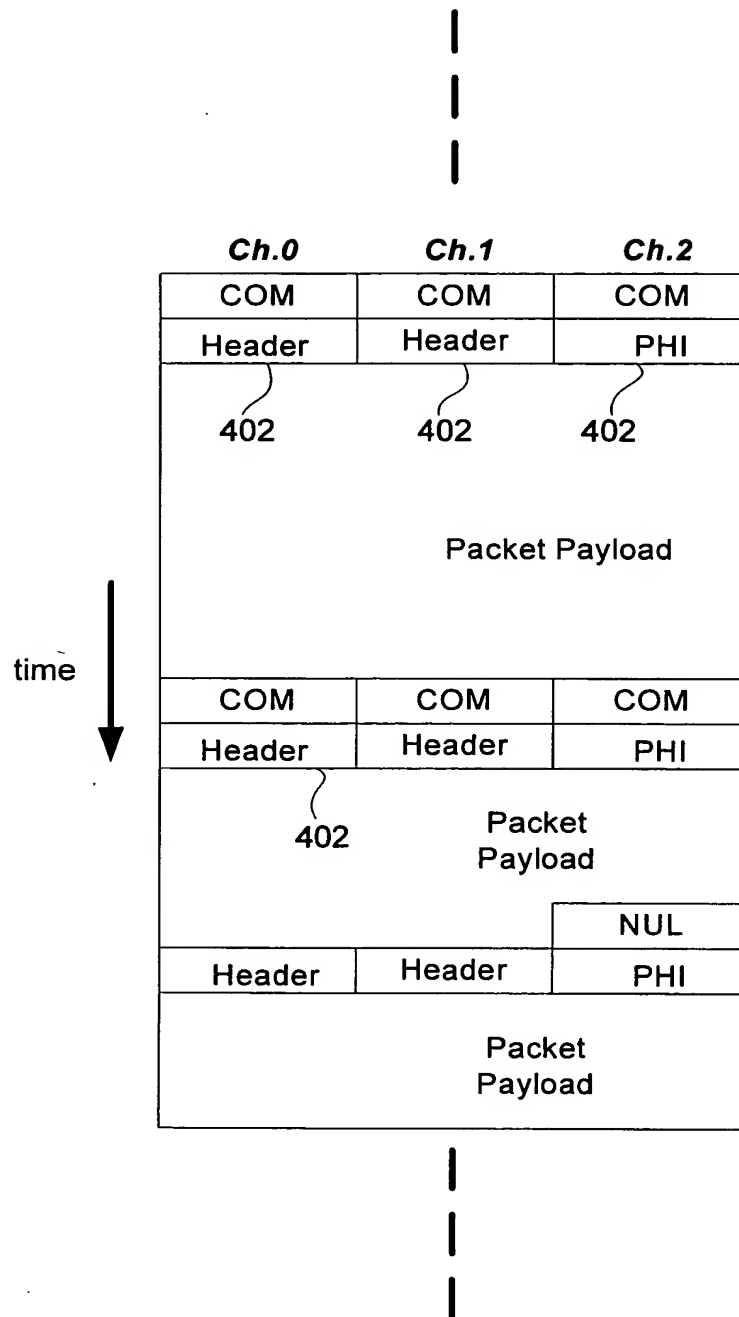 Ch.0 Ch.1 Ch.2
COM COM COM
Header Header PHI
402 402 402
Packet Payload
time
COM COM COM
Header Header PHI
402
Packet
Payload
NUL
Header Header PHI
Packet
Payload